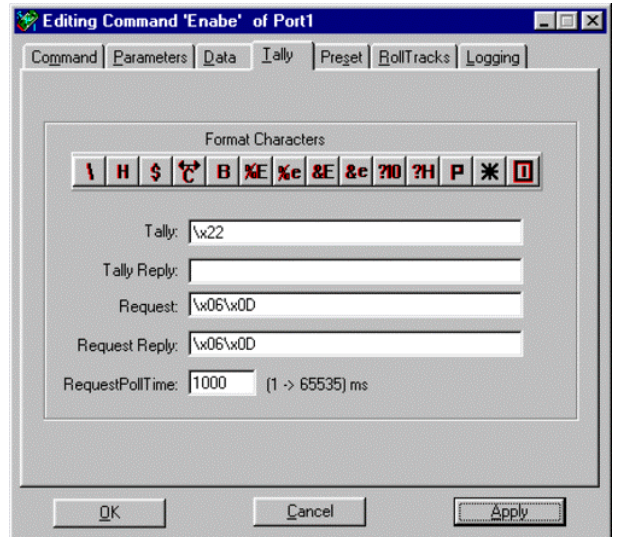 Editing Command 'Enabe' of Port1
Command Parameters Data Tally Preset RollTracks Logging
Format Characters
\ H $ C B %E %e &E &e ?10 ?H P * I
Tally: \x22
Tally Reply:
Request: \x06\x0D
Request Reply: \x06\x0D
RequestPollTime: 1000 (1 -> 65535) ms
OK Cancel Apply